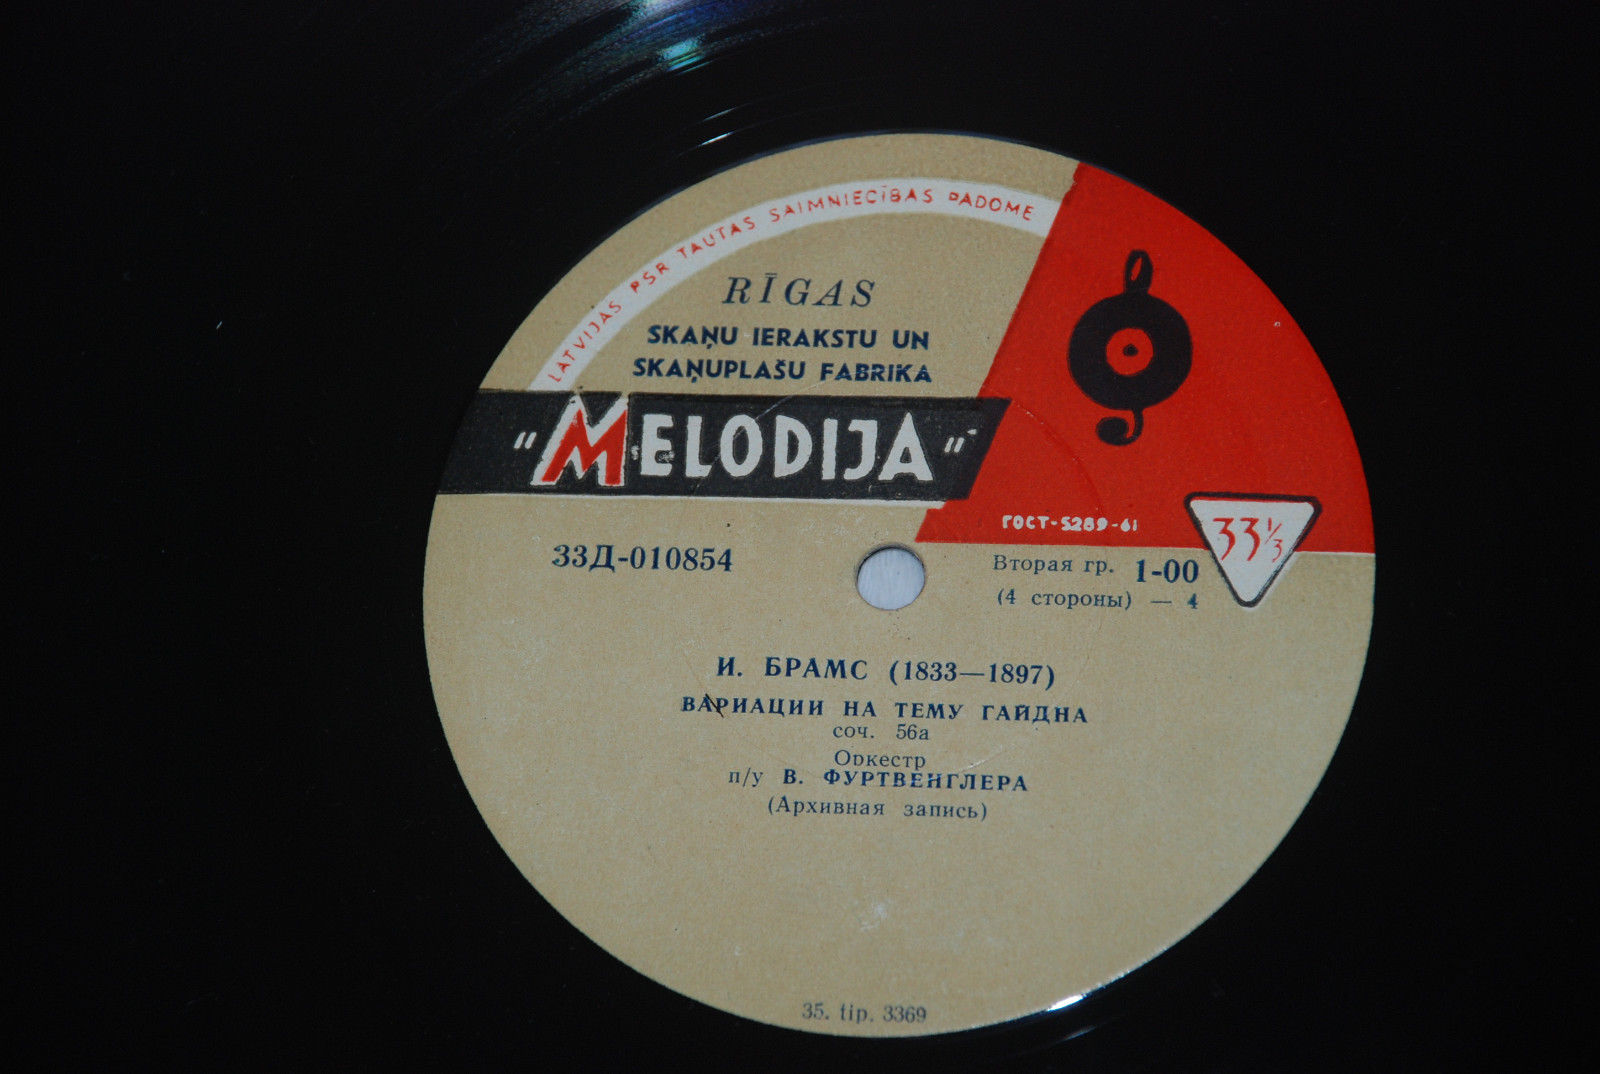 LATVIJAS PSR TAUTAS SAIMNIECĪBAS PADOME
RĪGAS
SKAŅU IERAKSTU UN
SKAŅUPLAŠU FABRIKA
"MELODIJA"
ГОСТ-5289-61
33⅓
33Д-010854
Вторая гр. 1-00
(4 стороны) — 4
И. БРАМС (1833—1897)
ВАРИАЦИИ НА ТЕМУ ГАЙДНА
соч. 56а
Оркестр
п/у В. ФУРТВЕНГЛЕРА
(Архивная запись)
35. tip. 3369